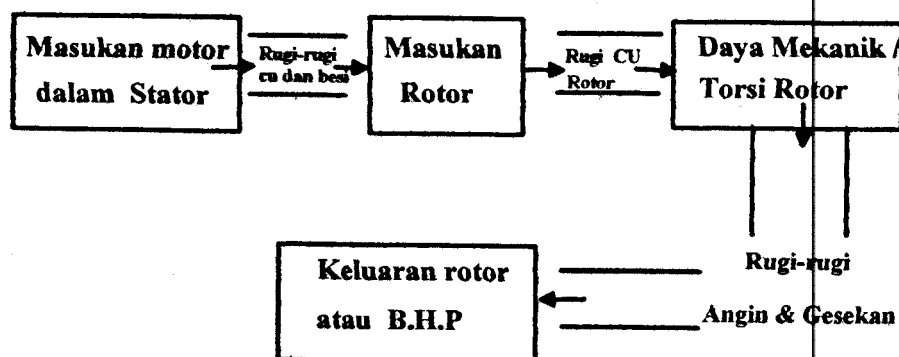 Masukan motor
dalam Stator
Rugi-rugi
cu dan besi
Masukan
Rotor
Rugi CU
Rotor
Daya Mekanik /
Torsi Rotor
Rugi-rugi
Angin & Gesekan
Keluaran rotor
atau B.H.P